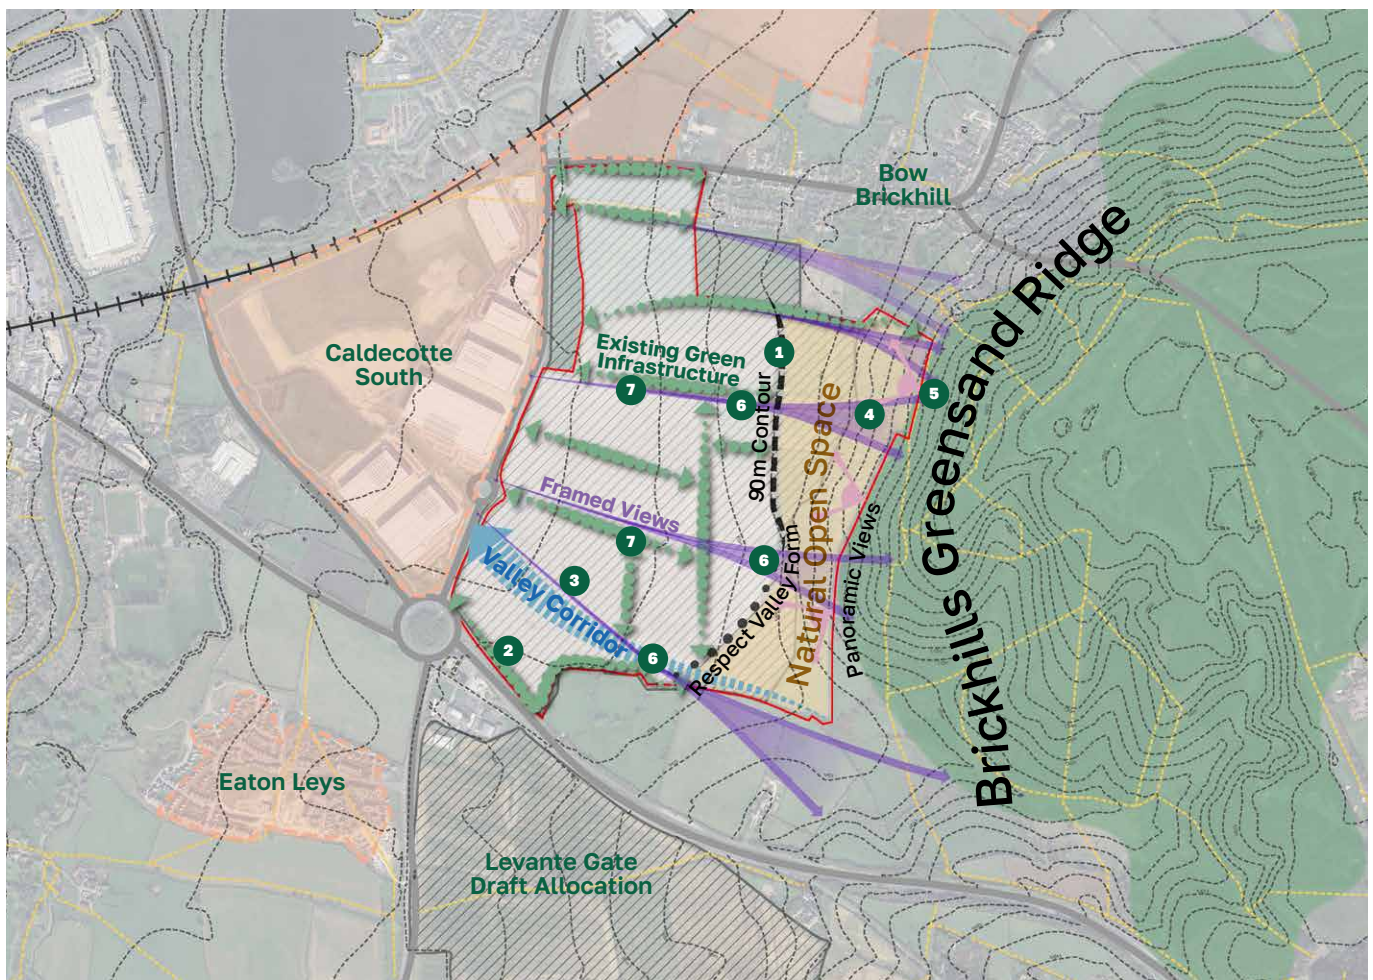 Bow
Brickhill
Brickhills Greensand Ridge
Caldecotte
South
Existing Green
Infrastructure
1
7
6
4
5
90m Contour
Natural Open Space
Framed Views
7
6
Panoramic Views
Valley Corridor
3
Respect Valley Form
2
6
Eaton Leys
Levante Gate
Draft Allocation